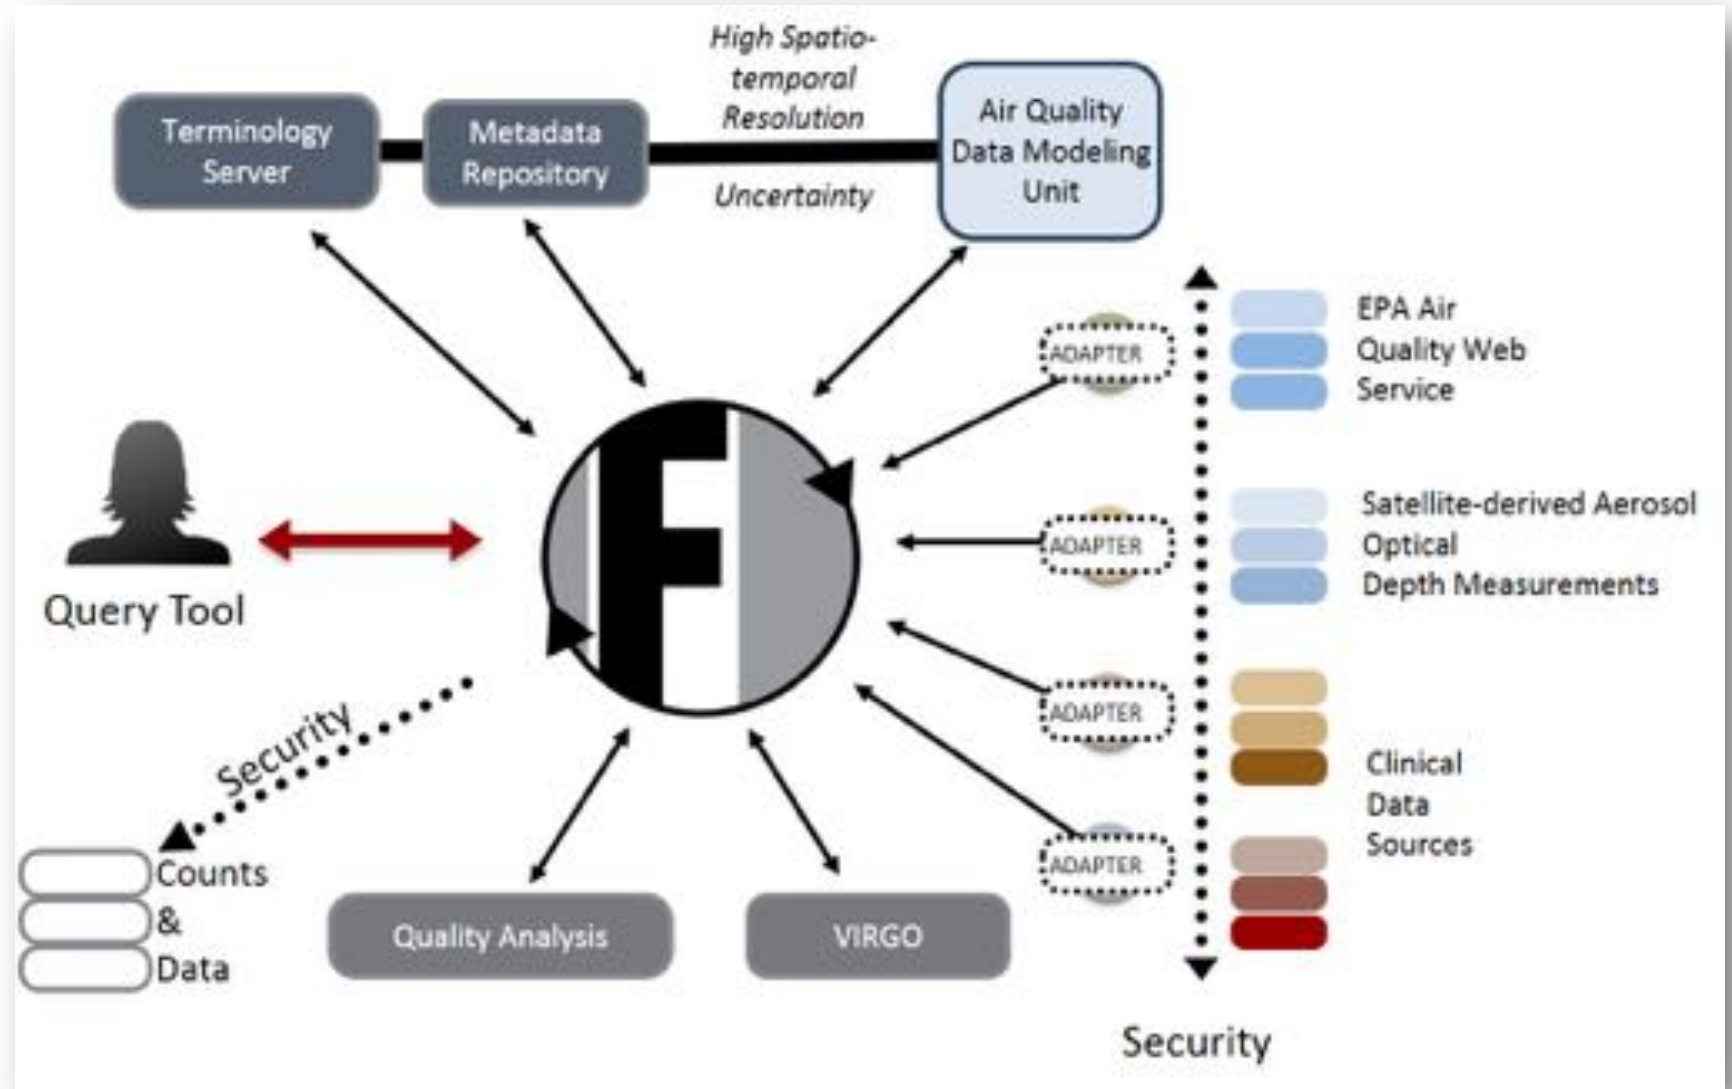 High Spatio-
temporal
Resolution
Uncertainty
Terminology
Server
Metadata
Repository
Air Quality
Data Modeling
Unit
ADAPTER
ADAPTER
ADAPTER
ADAPTER
EPA Air
Quality Web
Service
Satellite-derived Aerosol
Optical
Depth Measurements
Clinical
Data
Sources
Security
F
Query Tool
Security
Counts
&
Data
Quality Analysis
VIRGO